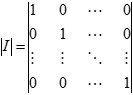 |I| = |1 0 ⋯ 0|
|0 1 ⋯ 0|
|⋮ ⋮ ⋱ ⋮|
|0 0 ⋯ 1|